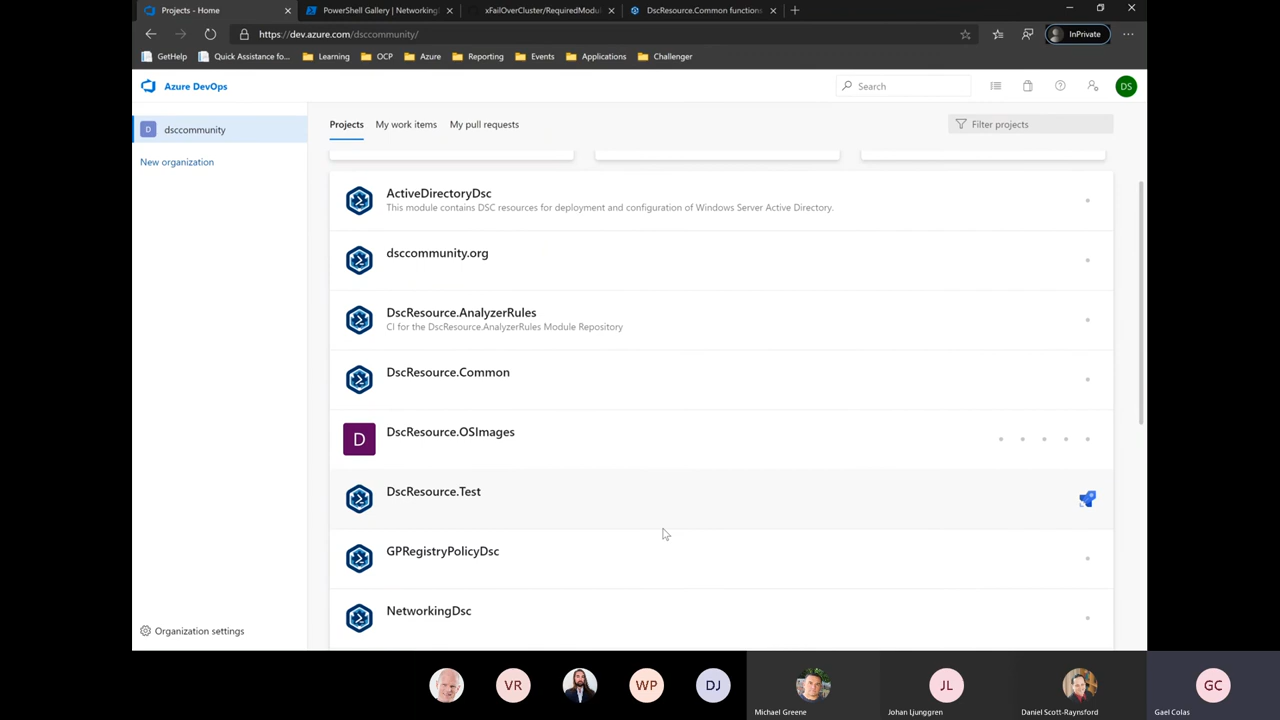 Projects - Home
PowerShell Gallery | Networking
xFailOverCluster/RequiredModul
DscResource.Common functions
https://dev.azure.com/dsccommunity/
InPrivate
GetHelp
Quick Assistance fo...
Learning
OCP
Azure
Reporting
Events
Applications
Challenger
Azure DevOps
Search
DS
D
dsccommunity
New organization
Projects
My work items
My pull requests
Filter projects
ActiveDirectoryDsc
This module contains DSC resources for deployment and configuration of Windows Server Active Directory.
dsccommunity.org
DscResource.AnalyzerRules
CI for the DscResource.AnalyzerRules Module Repository
DscResource.Common
D
DscResource.OSImages
DscResource.Test
GPRegistryPolicyDsc
NetworkingDsc
Organization settings
VR
WP
DJ
Michael Greene
JL
Johan Ljunggren
Daniel Scott-Raynsford
GC
Gael Colas